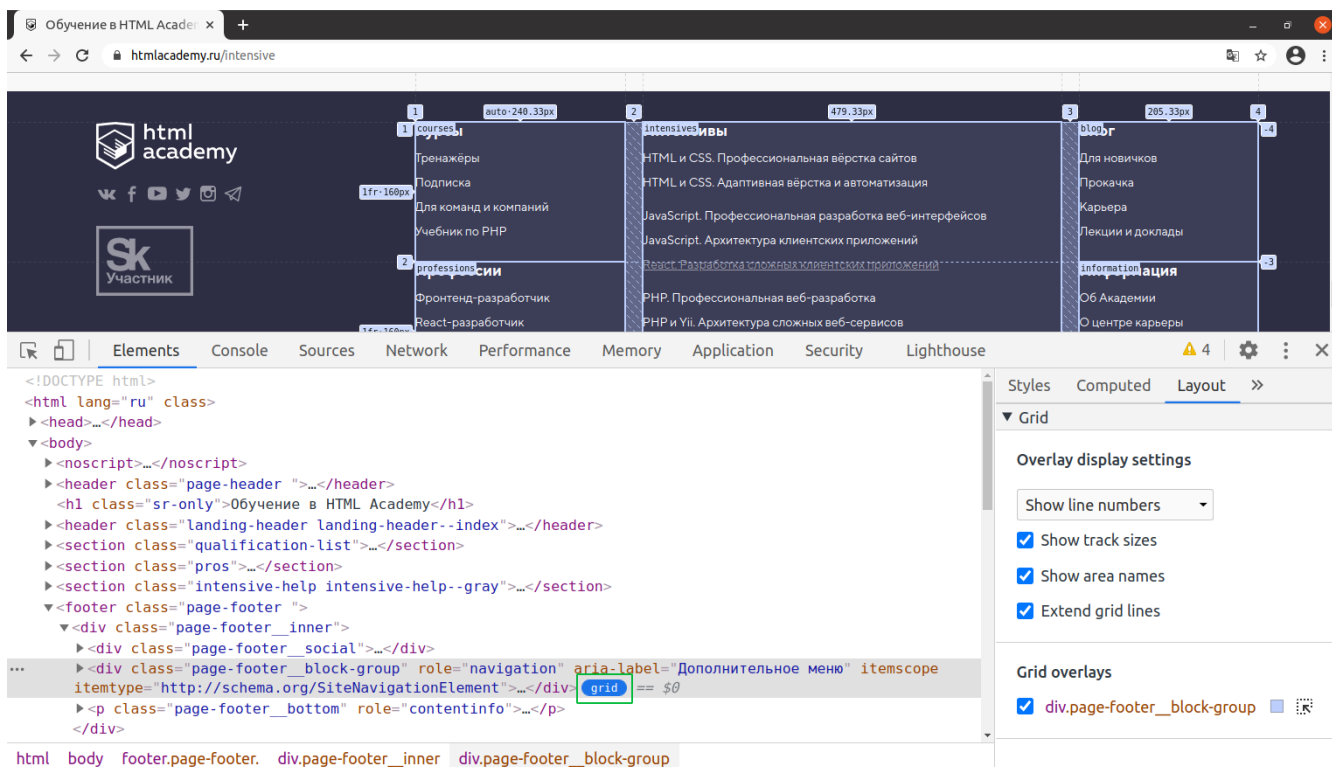 Обучение в HTML Academ
htmlacademy.ru/intensive
1 auto·240.33px 2 479.33px 3 205.33px 4
html academy
1 courses intensives blog -4
Тренажёры HTML и CSS. Профессиональная вёрстка сайтов Для новичков
1fr·160px Подписка HTML и CSS. Адаптивная вёрстка и автоматизация Прокачка
Для команд и компаний JavaScript. Профессиональная разработка веб-интерфейсов Карьера
Учебник по PHP JavaScript. Архитектура клиентских приложений Лекции и доклады
Sk
Участник
2 professions React. Разработка сложных клиентских приложений information -3
Фронтенд-разработчик PHP. Профессиональная веб-разработка Об Академии
1fr·160px React-разработчик PHP и Yii. Архитектура сложных веб-сервисов О центре карьеры
Elements Console Sources Network Performance Memory Application Security Lighthouse 4
<!DOCTYPE html>
<html lang="ru" class>
▶<head>…</head>
▼<body>
▶<noscript>…</noscript>
▶<header class="page-header ">…</header>
<h1 class="sr-only">Обучение в HTML Academy</h1>
▶<header class="landing-header landing-header--index">…</header>
▶<section class="qualification-list">…</section>
▶<section class="pros">…</section>
▶<section class="intensive-help intensive-help--gray">…</section>
▼<footer class="page-footer ">
▼<div class="page-footer__inner">
▶<div class="page-footer__social">…</div>
… ▶<div class="page-footer__block-group" role="navigation" aria-label="Дополнительное меню" itemscope
itemtype="http://schema.org/SiteNavigationElement">…</div> grid == $0
▶<p class="page-footer__bottom" role="contentinfo">…</p>
</div>
html body footer.page-footer. div.page-footer__inner div.page-footer__block-group
Styles Computed Layout »
▼ Grid
Overlay display settings
Show line numbers
Show track sizes
Show area names
Extend grid lines
Grid overlays
div.page-footer__block-group